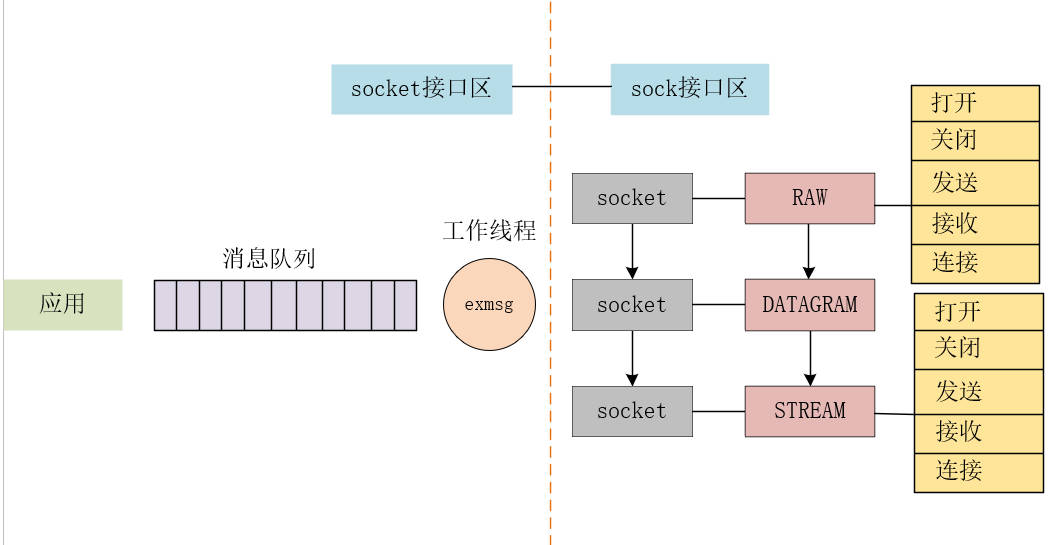 socket接口区
sock接口区
打开
关闭
发送
接收
连接
socket
RAW
工作线程
消息队列
应用
exmsg
socket
DATAGRAM
socket
STREAM
打开
关闭
发送
接收
连接